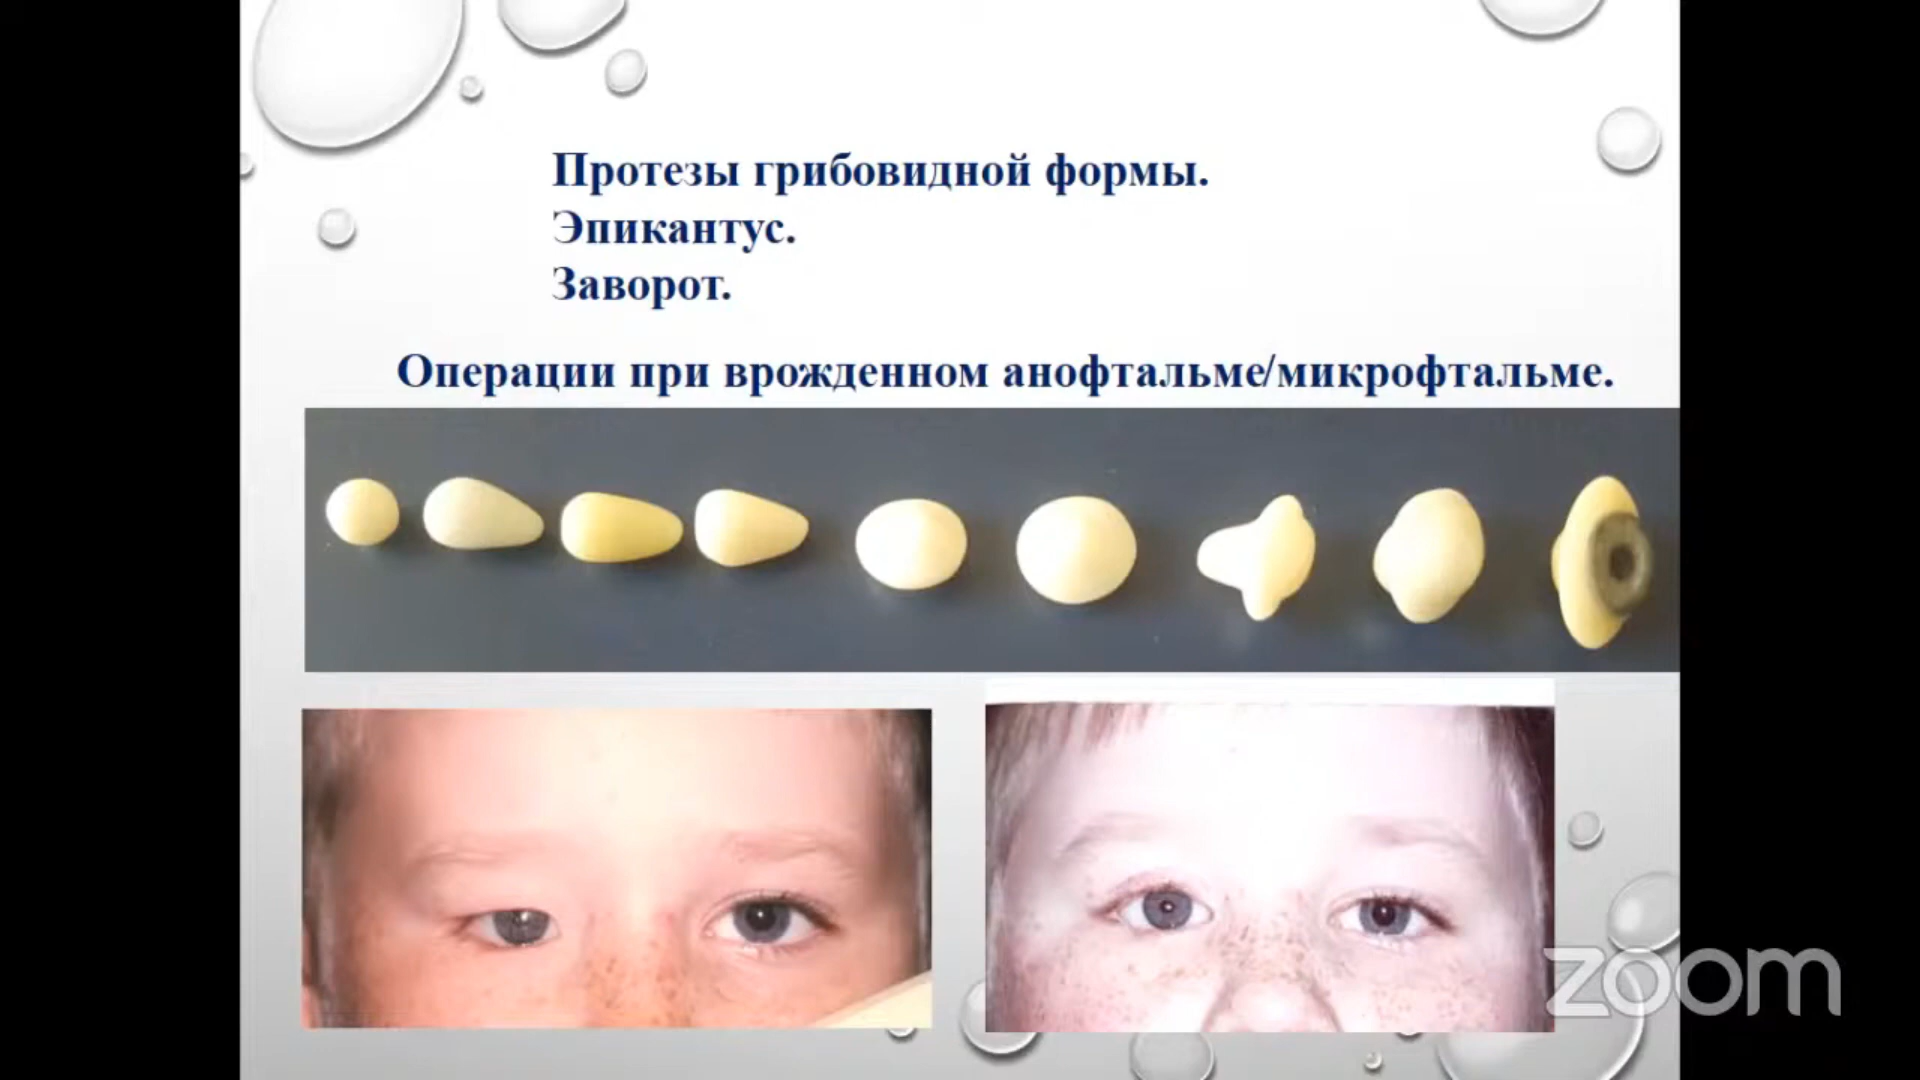 Протезы грибовидной формы.
Эпикантус.
Заворот.
Операции при врожденном анофтальме/микрофтальме.
zoom